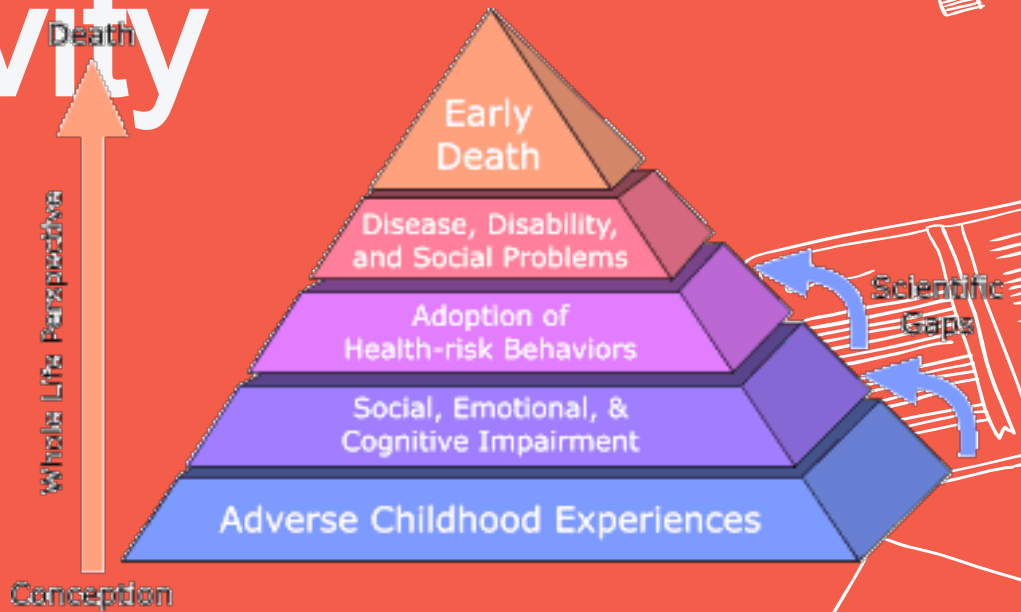 vity
Death
Early
Death
Disease, Disability,
and Social Problems
Adoption of
Health-risk Behaviors
Social, Emotional, &
Cognitive Impairment
Adverse Childhood Experiences
Scientific
Gaps
Whole Life Perspective
Conception